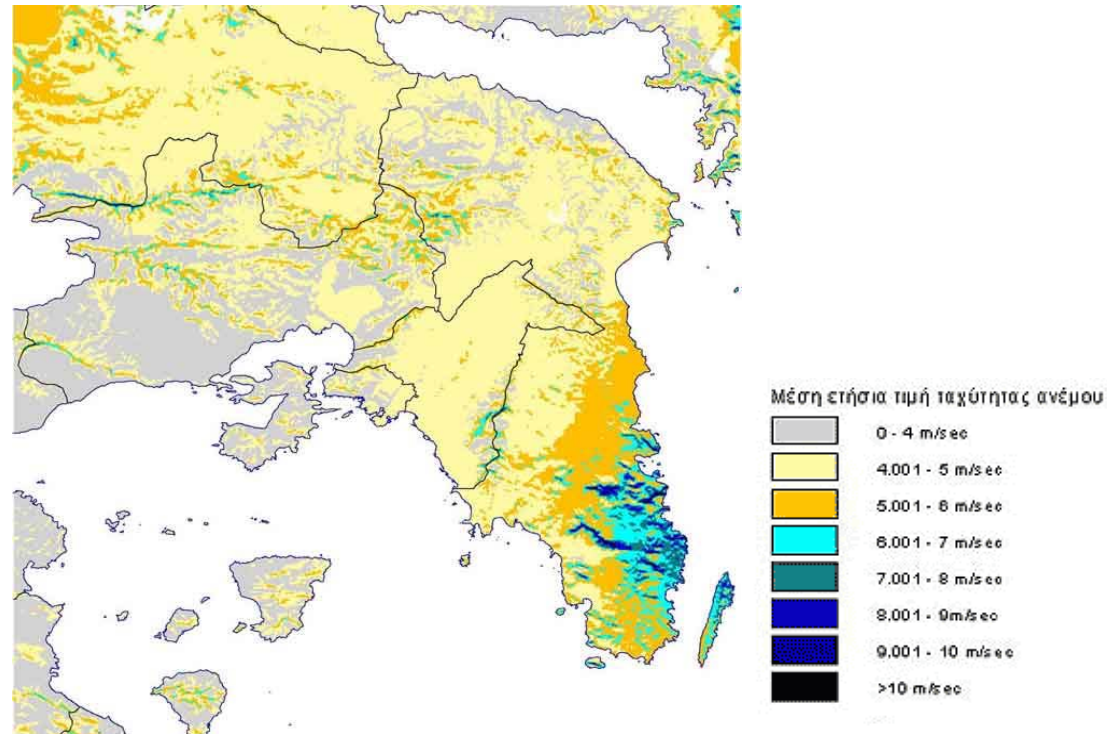 Μέση ετήσια τιμή ταχύτητας ανέμου
0 - 4 m/sec
4.001 - 5 m/sec
5.001 - 6 m/sec
6.001 - 7 m/sec
7.001 - 8 m/sec
8.001 - 9m/sec
9.001 - 10 m/sec
>10 m/sec